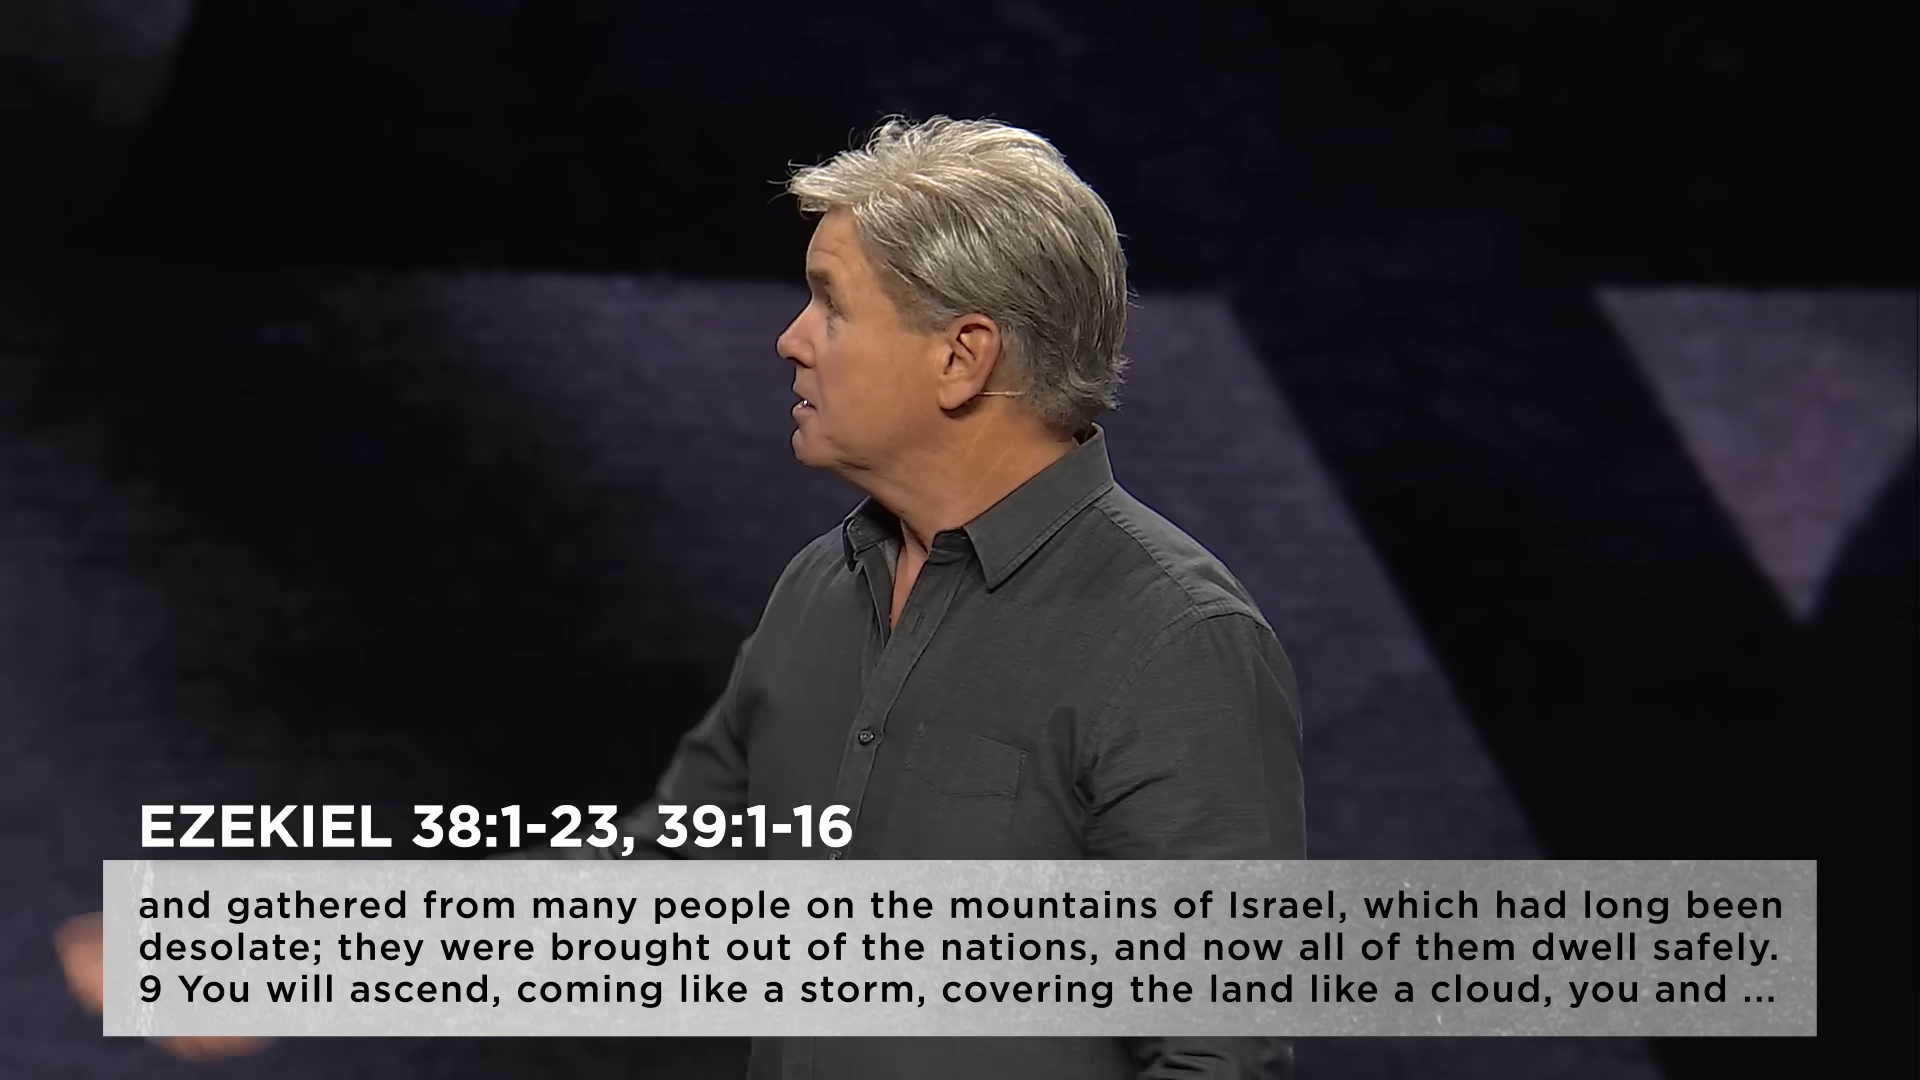 EZEKIEL 38:1-23, 39:1-16
and gathered from many people on the mountains of Israel, which had long been
desolate; they were brought out of the nations, and now all of them dwell safely.
9 You will ascend, coming like a storm, covering the land like a cloud, you and ...